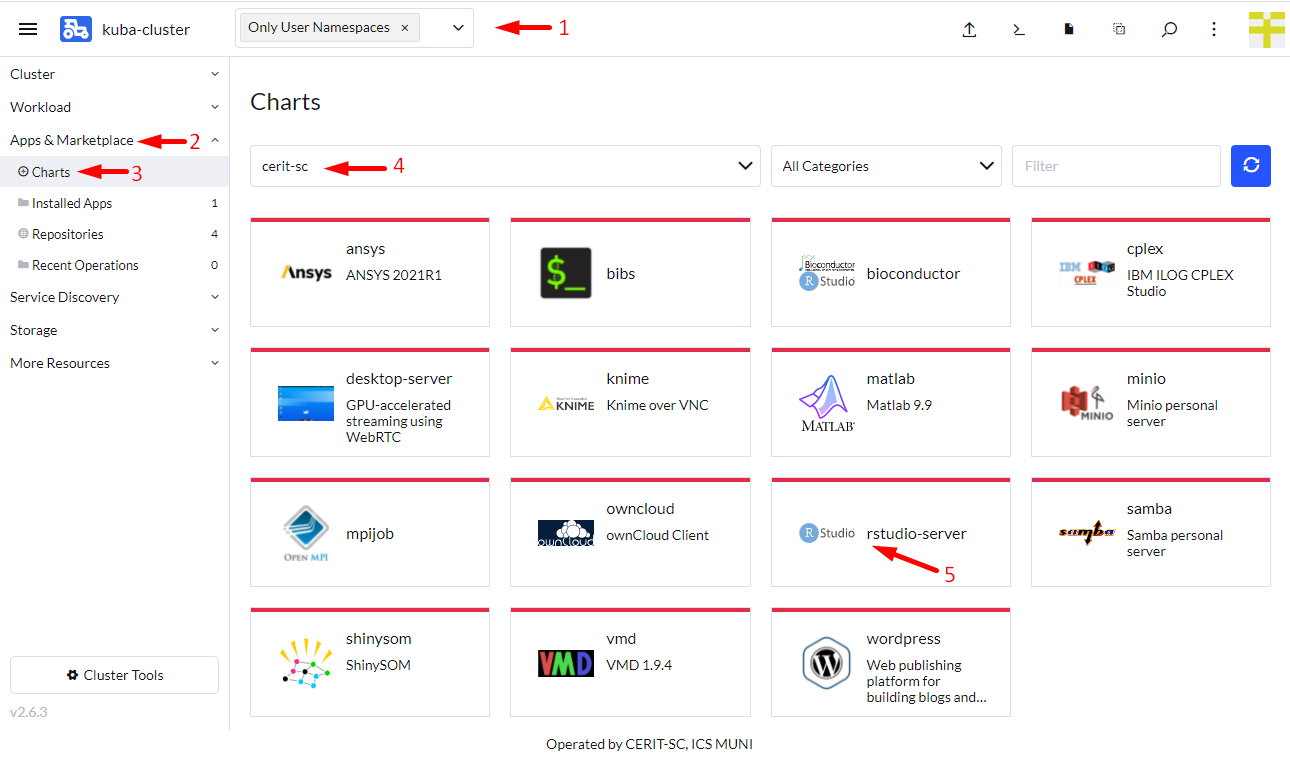 kuba-cluster
Only User Namespaces ×
1
Cluster
Workload
Apps & Marketplace
2
Charts
3
Installed Apps 1
Repositories 4
Recent Operations 0
Service Discovery
Storage
More Resources
Cluster Tools
v2.6.3
Charts
cerit-sc
4
All Categories
Filter
Ansys
ansys
ANSYS 2021R1
$_
bibs
Bioconductor
R Studio
bioconductor
IBM
CPLEX
cplex
IBM ILOG CPLEX
Studio
desktop-server
GPU-accelerated
streaming using
WebRTC
KNIME
knime
Knime over VNC
MATLAB
matlab
Matlab 9.9
MINIO
minio
Minio personal
server
OPEN MPI
mpijob
ownCloud
owncloud
ownCloud Client
R Studio
rstudio-server
5
samba
samba
Samba personal
server
shinysom
ShinySOM
VMD
vmd
VMD 1.9.4
W
wordpress
Web publishing
platform for
building blogs and...
Operated by CERIT-SC, ICS MUNI